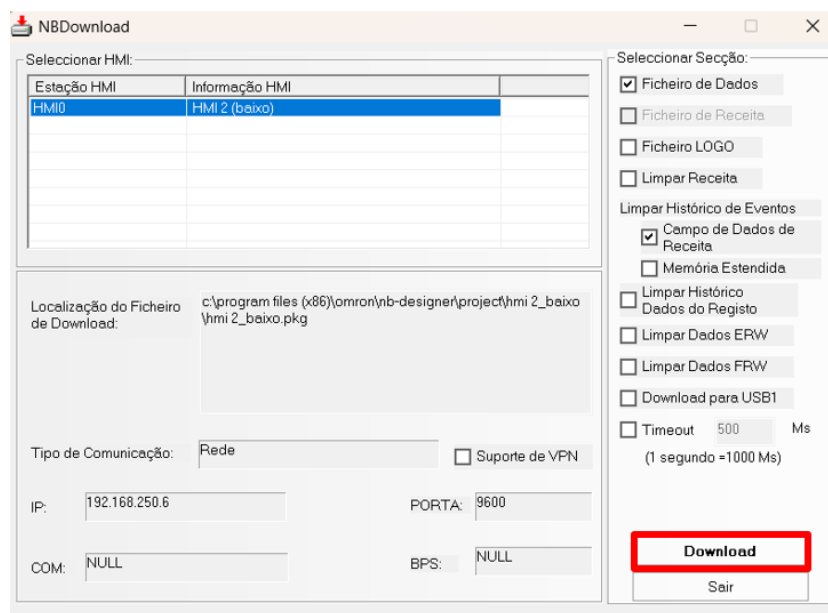 NBDownload
Seleccionar HMI:
Estação HMI
Informação HMI
HMI0
HMI 2 (baixo)
Localização do Ficheiro
de Download:
c:\program files (x86)\omron\nb-designer\project\hmi 2_baixo
\hmi 2_baixo.pkg
Tipo de Comunicação:
Rede
Suporte de VPN
IP:
192.168.250.6
PORTA:
9600
COM:
NULL
BPS:
NULL
Seleccionar Secção:
Ficheiro de Dados
Ficheiro de Receita
Ficheiro LOGO
Limpar Receita
Limpar Histórico de Eventos
Campo de Dados de
Receita
Memória Estendida
Limpar Histórico
Dados do Registo
Limpar Dados ERW
Limpar Dados FRW
Download para USB1
Timeout 500 Ms
(1 segundo =1000 Ms)
Download
Sair